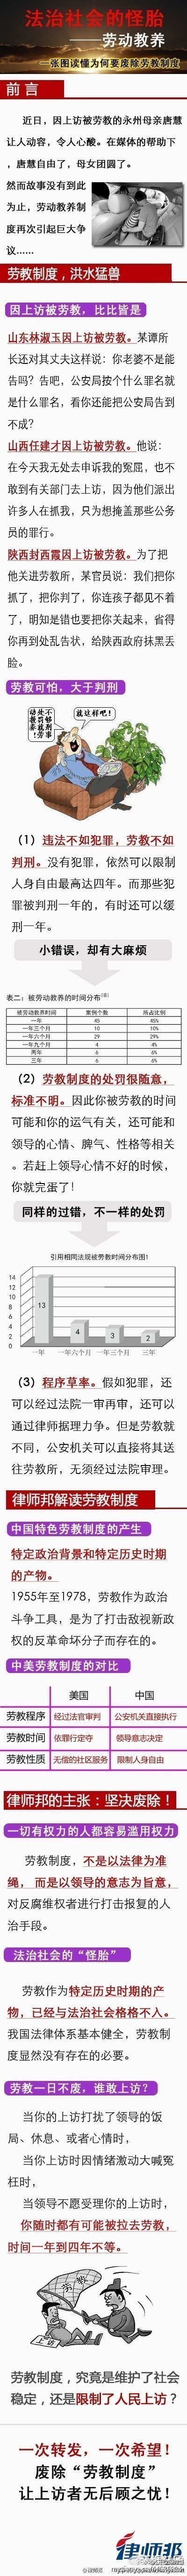 法治社会的怪胎
——劳动教养
一张图读懂为何要废除劳教制度
前言
近日，因上访被劳教的永州母亲唐慧
让人动容，令人心酸。在媒体的帮助下
，唐慧自由了，母女团圆了。
然而故事没有到此
为止，劳动教养制
度再次引起巨大争
议……
劳教制度，洪水猛兽
因上访被劳教，比比皆是
山东林淑玉因上访被劳教。某谭所
长还对其丈夫这样说：你老婆不是能
告吗？告吧，公安局按个什么罪名就
是什么罪名，看你还能把公安局告到
不成？
山西任建才因上访被劳教。他说：
在今天我无处去申诉我的冤屈，也不
敢到有关部门去上访，因为他们派出
许多人在抓我，只为想掩盖那些公务
员的罪行。
陕西封西霞因上访被劳教。为了把
他关进劳教所，某官员说：我们把你
抓了，把你判了，你连孩子都见不着
了，明知是错也要把你关起来，省得
你再到处乱告状，给陕西政府抹黑丢
脸。
劳教可怕，大于判刑
就这样吧！
（1）违法不如犯罪，劳教不如
判刑。没有犯罪，依然可以限制
人身自由最高达四年。而那些犯
罪被判刑一年的，有时还可以缓
刑一年。
小错误，却有大麻烦
表二：被劳动教养的时间分布
被劳动教养时间 案例个数 所占比例
一年 45 45%
一年三个月 10 10%
一年六个月 29 29%
一年九个月 4 4%
两年 6 6%
三年 6 6%
（2）劳教制度的处罚很随意，
标准不明。因此你被劳教的时间
可能和你的运气有关，还可能和
领导的心情、脾气、性格等相关
。若赶上领导心情不好的时候，
你就完蛋了！
同样的过错，不一样的处罚
引用相同法规被劳教时间分布图1
14
12
10
8
6
4
2
0
13
4
3
2
一年 一年六个月 一年三个月 三年
（3）程序草率。假如犯罪，还
可以经过法院一审再审，还可以
通过律师据理力争。但是劳教就
不同，公安机关可以直接将其送
往劳教所，无须经过法院审理。
律师邦解读劳教制度
中国特色劳教制度的产生
特定政治背景和特定历史时期
的产物。
1955年至1978，劳教作为政治
斗争工具，是为了打击敌视新政
权的反革命坏分子而存在的。
中美劳教制度的对比
美国 中国
劳教程序 经过法官审判 公安机关直接执行
劳教时间 依罪行定夺 领导意志决定
劳教性质 无偿的社区服务 限制人身自由
律师邦的主张：坚决废除！
一切有权力的人都容易滥用权力
劳教制度，不是以法律为准
绳，而是以领导的意志为旨意，
对反腐维权者进行打击报复的人
治手段。
法治社会的“怪胎”
劳教作为特定历史时期的产
物，已经与法治社会格格不入。
我国法律体系基本健全，劳教制
度显然没有存在的必要。
劳教一日不废，谁敢上访？
当你的上访打扰了领导的饭
局、休息、或者心情时，
当你上访时因情绪激动大喊冤
枉时，
当领导不愿受理你的上访时，
你随时都有可能被拉去劳教，
时间一年到四年不等。
劳教
上访
劳教制度，究竟是维护了社会
稳定，还是限制了人民上访？
一次转发，一次希望！
废除“劳教制度”
让上访者无后顾之忧！
律师邦